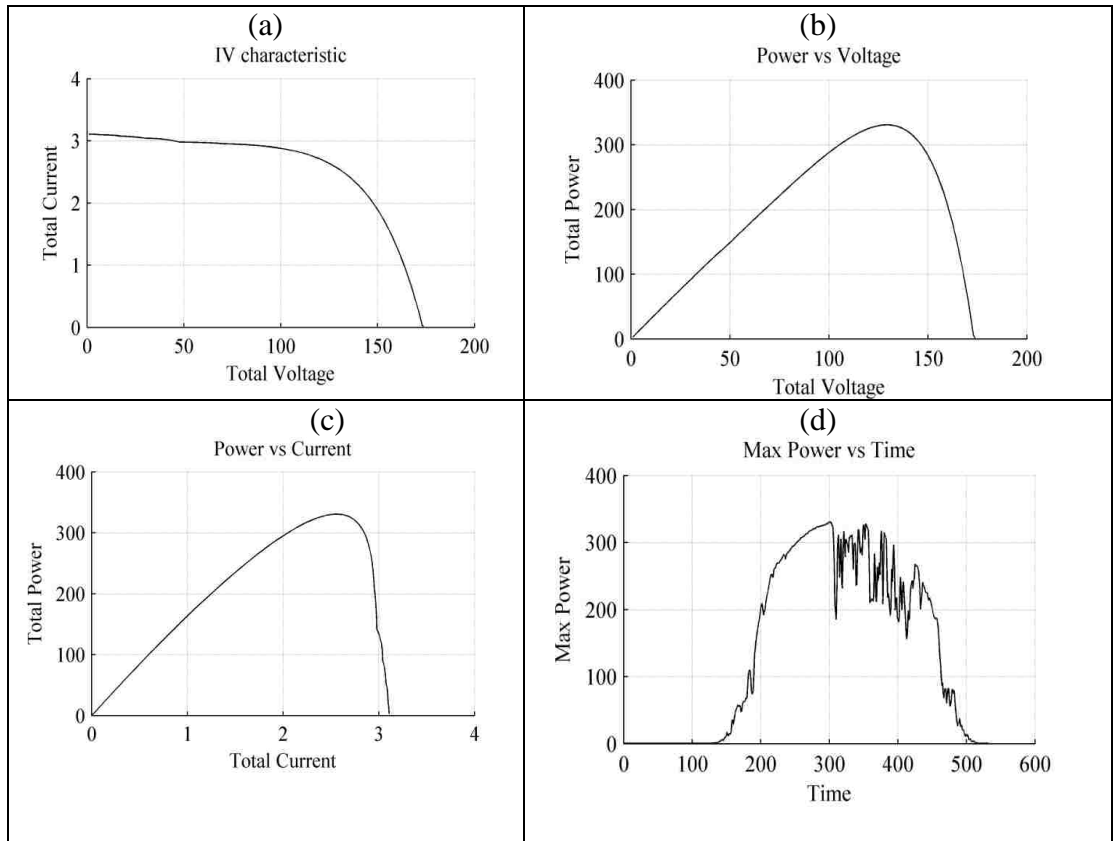 (a)
IV characteristic
4
3
2
1
0
Total Current
0 50 100 150 200
Total Voltage
(b)
Power vs Voltage
400
300
200
100
0
Total Power
0 50 100 150 200
Total Voltage
(c)
Power vs Current
400
300
200
100
0
Total Power
0 1 2 3 4
Total Current
(d)
Max Power vs Time
400
300
200
100
0
Max Power
0 100 200 300 400 500 600
Time